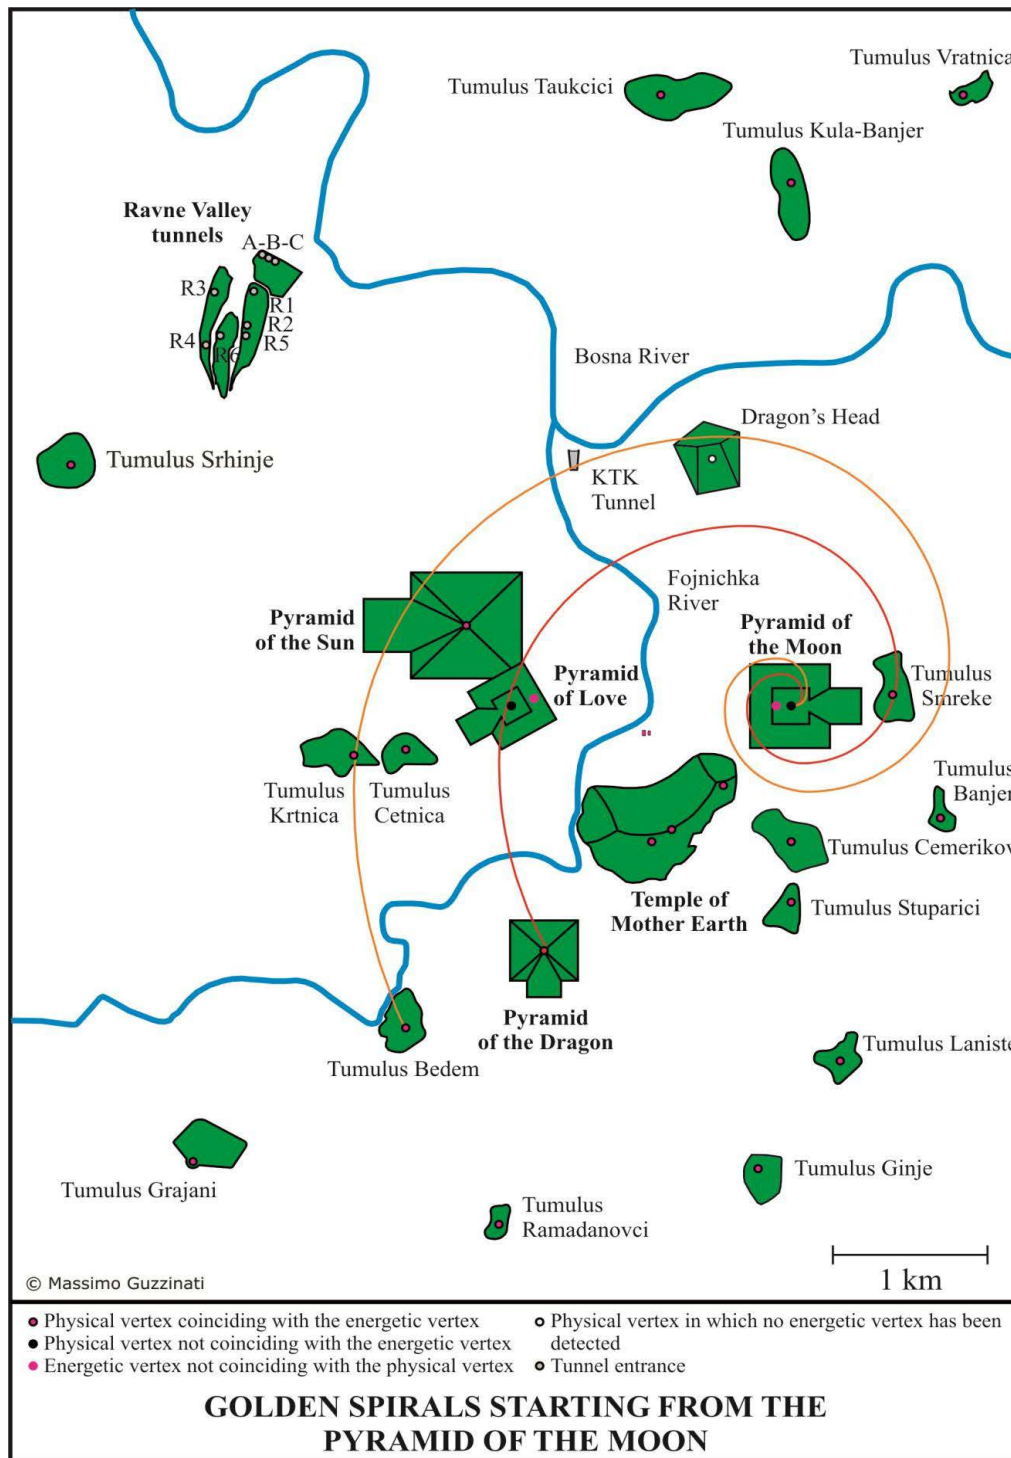 Tumulus Vratnica
Tumulus Taukcici
Tumulus Kula-Banjer
Ravne Valley
tunnels
A-B-C
R3
R1
R2
R4
R6
R5
Bosna River
Dragon's Head
Tumulus Srhinje
KTK
Tunnel
Fojnichka
River
Pyramid
of the Sun
Pyramid of
the Moon
Pyramid
of Love
Tumulus
Smreke
Tumulus
Krtnica
Tumulus
Cetnica
Tumulus
Banjer
Tumulus Cemerikov
Temple of
Mother Earth
Tumulus Stuparici
Pyramid
of the Dragon
Tumulus Laniste
Tumulus Bedem
Tumulus Ginje
Tumulus Grajani
Tumulus
Ramadanovci
1 km
© Massimo Guzzinati
Physical vertex coinciding with the energetic vertex
Physical vertex not coinciding with the energetic vertex
Energetic vertex not coinciding with the physical vertex
Physical vertex in which no energetic vertex has been
detected
Tunnel entrance
GOLDEN SPIRALS STARTING FROM THE
PYRAMID OF THE MOON